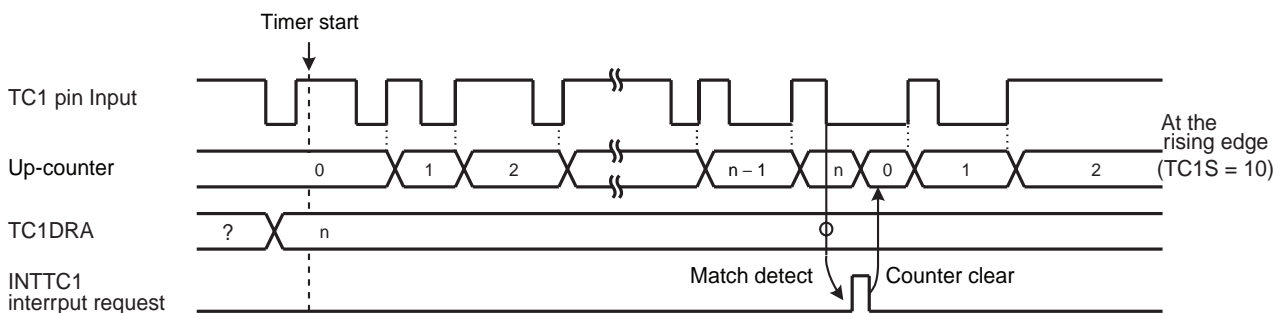 Timer start
TC1 pin Input
At the
rising edge
(TC1S = 10)
Up-counter
0
1
2
n – 1
n
0
1
2
TC1DRA
?
n
Match detect
Counter clear
INTTC1
interrput request